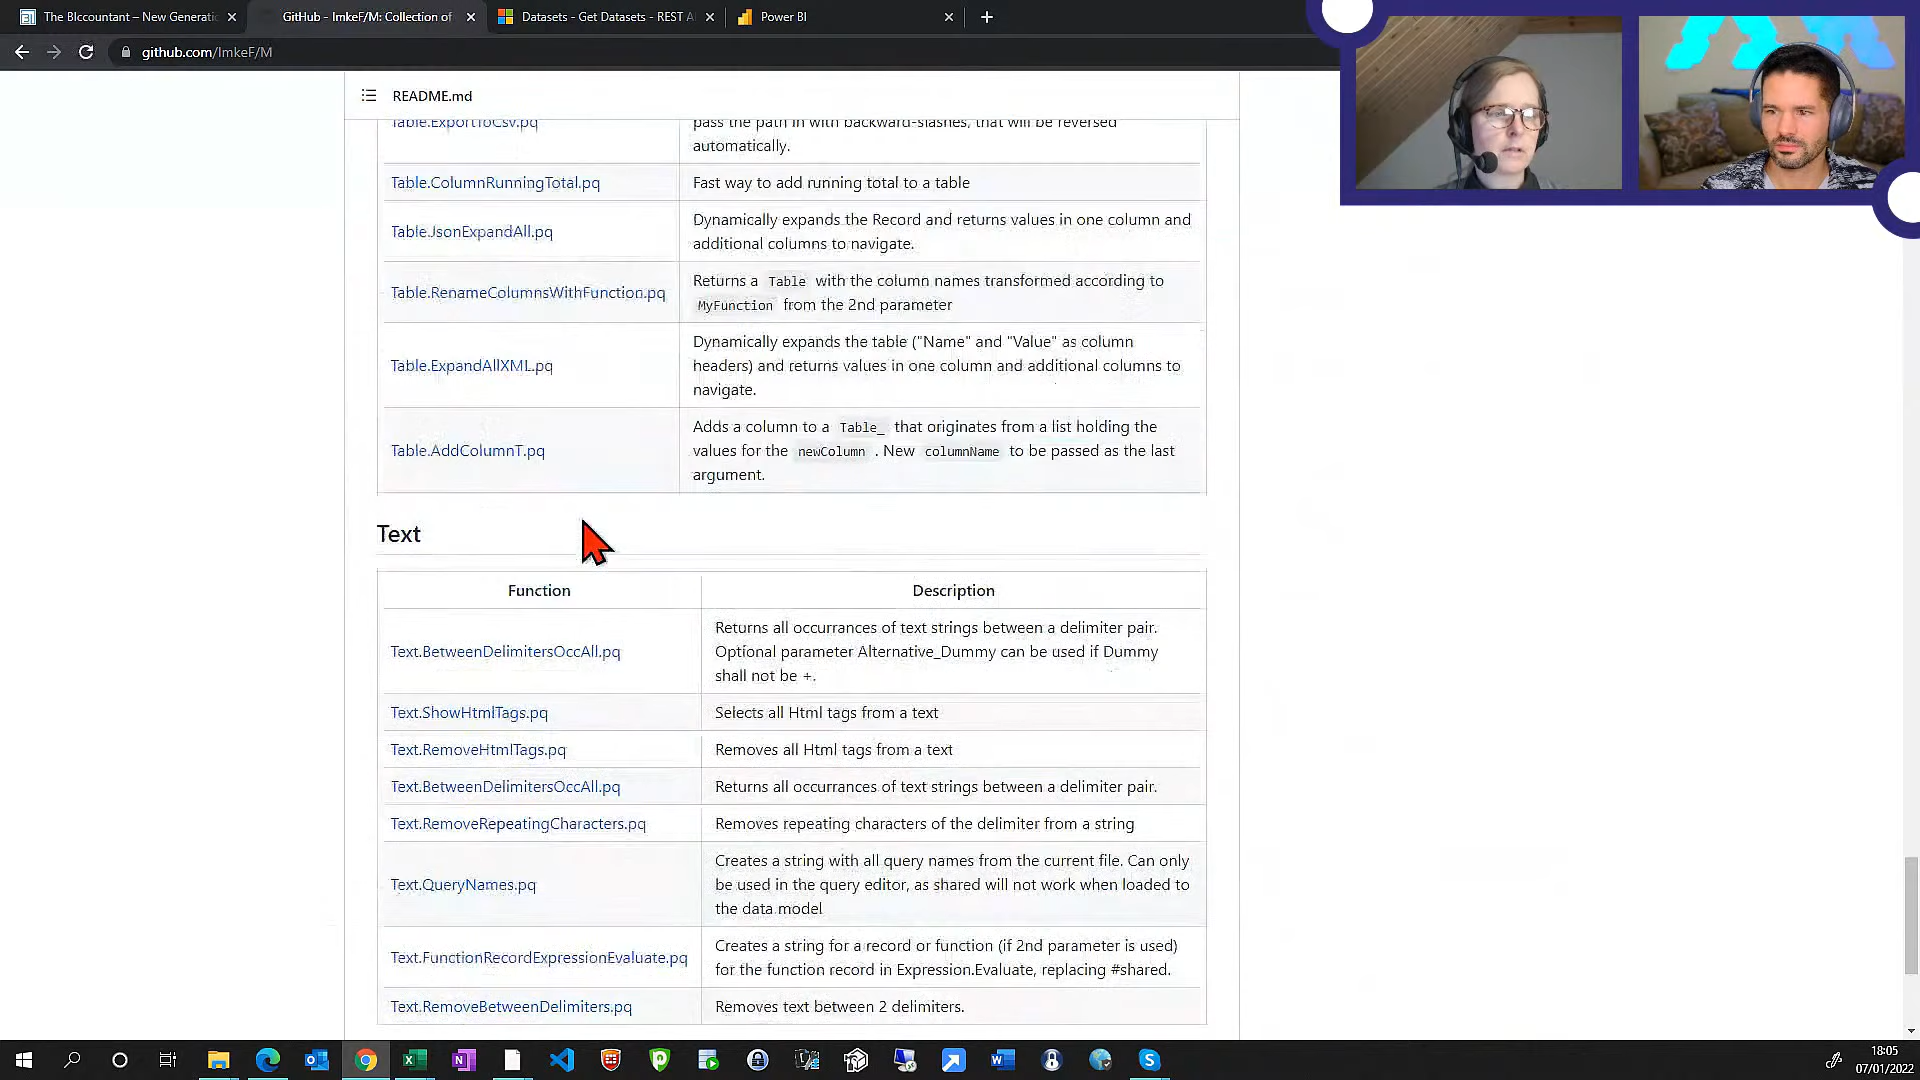 The BIccountant – New Generatio
GitHub - ImkeF/M: Collection of
Datasets - Get Datasets - REST A
Power BI
github.com/ImkeF/M
README.md
Table.ExportToCsv.pq
pass the path in with backward-slashes, that will be reversed
automatically.
Table.ColumnRunningTotal.pq
Fast way to add running total to a table
Table.JsonExpandAll.pq
Dynamically expands the Record and returns values in one column and
additional columns to navigate.
Table.RenameColumnsWithFunction.pq
Returns a Table with the column names transformed according to
MyFunction from the 2nd parameter
Table.ExpandAllXML.pq
Dynamically expands the table ("Name" and "Value" as column
headers) and returns values in one column and additional columns to
navigate.
Table.AddColumnT.pq
Adds a column to a Table_ that originates from a list holding the
values for the newColumn . New columnName to be passed as the last
argument.
Text
Function
Description
Text.BetweenDelimitersOccAll.pq
Returns all occurrances of text strings between a delimiter pair.
Optional parameter Alternative_Dummy can be used if Dummy
shall not be +.
Text.ShowHtmlTags.pq
Selects all Html tags from a text
Text.RemoveHtmlTags.pq
Removes all Html tags from a text
Text.BetweenDelimitersOccAll.pq
Returns all occurrances of text strings between a delimiter pair.
Text.RemoveRepeatingCharacters.pq
Removes repeating characters of the delimiter from a string
Text.QueryNames.pq
Creates a string with all query names from the current file. Can only
be used in the query editor, as shared will not work when loaded to
the data model
Text.FunctionRecordExpressionEvaluate.pq
Creates a string for a record or function (if 2nd parameter is used)
for the function record in Expression.Evaluate, replacing #shared.
Text.RemoveBetweenDelimiters.pq
Removes text between 2 delimiters.
18:05
07/01/2022